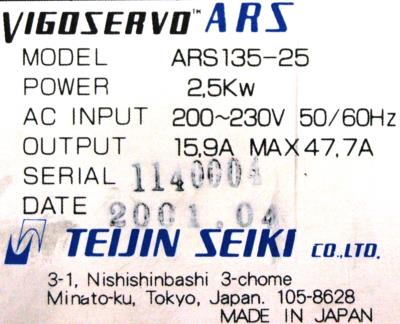 VIGOSERVO™ ARS
MODEL ARS135-25
POWER 2,5Kw
AC INPUT 200~230V 50/60Hz
OUTPUT 15,9A MAX47,7A
SERIAL 1140004
DATE 2001.04
TEIJIN SEIKI CO.,LTD.
3-1, Nishishinbashi 3-chome
Minato-ku, Tokyo, Japan. 105-8628
MADE IN JAPAN